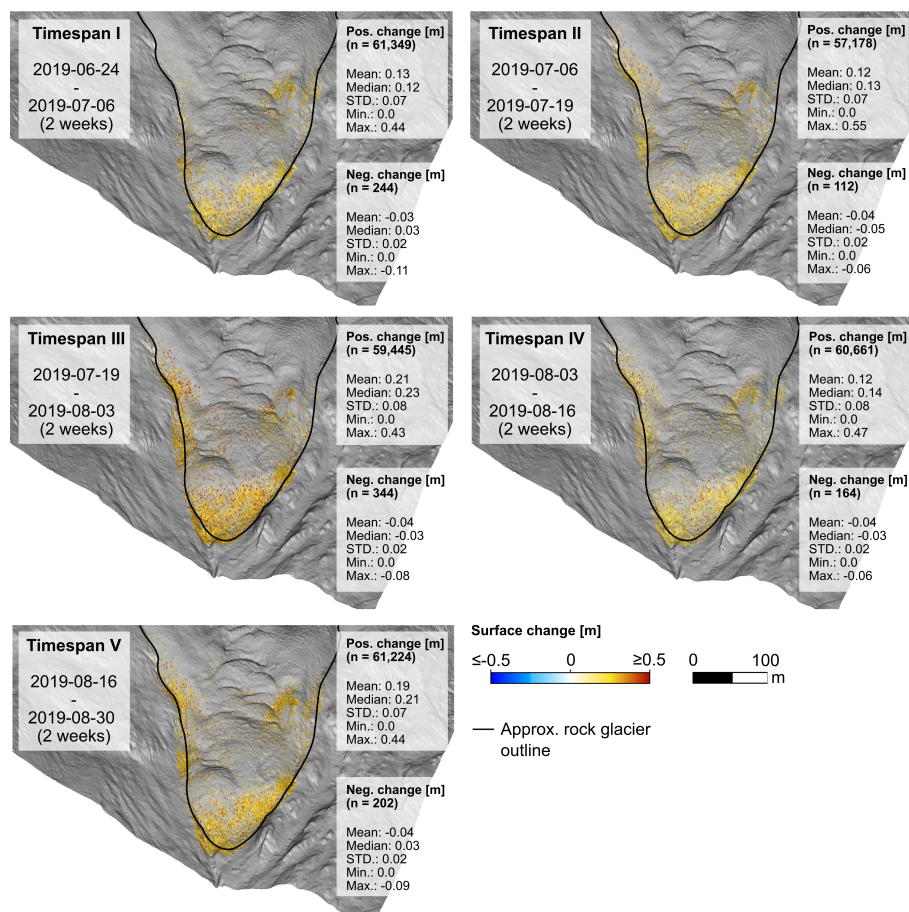 Timespan I
2019-06-24
-
2019-07-06
(2 weeks)
Pos. change [m]
(n = 61,349)
Mean: 0.13
Median: 0.12
STD.: 0.07
Min.: 0.0
Max.: 0.44
Neg. change [m]
(n = 244)
Mean: -0.03
Median: 0.03
STD.: 0.02
Min.: 0.0
Max.: -0.11
Timespan II
2019-07-06
-
2019-07-19
(2 weeks)
Pos. change [m]
(n = 57,178)
Mean: 0.12
Median: 0.13
STD.: 0.07
Min.: 0.0
Max.: 0.55
Neg. change [m]
(n = 112)
Mean: -0.04
Median: -0.05
STD.: 0.02
Min.: 0.0
Max.: -0.06
Timespan III
2019-07-19
-
2019-08-03
(2 weeks)
Pos. change [m]
(n = 59,445)
Mean: 0.21
Median: 0.23
STD.: 0.08
Min.: 0.0
Max.: 0.43
Neg. change [m]
(n = 344)
Mean: -0.04
Median: -0.03
STD.: 0.02
Min.: 0.0
Max.: -0.08
Timespan IV
2019-08-03
-
2019-08-16
(2 weeks)
Pos. change [m]
(n = 60,661)
Mean: 0.12
Median: 0.14
STD.: 0.08
Min.: 0.0
Max.: 0.47
Neg. change [m]
(n = 164)
Mean: -0.04
Median: -0.03
STD.: 0.02
Min.: 0.0
Max.: -0.06
Timespan V
2019-08-16
-
2019-08-30
(2 weeks)
Pos. change [m]
(n = 61,224)
Mean: 0.19
Median: 0.21
STD.: 0.07
Min.: 0.0
Max.: 0.44
Neg. change [m]
(n = 202)
Mean: -0.04
Median: 0.03
STD.: 0.02
Min.: 0.0
Max.: -0.09
Surface change [m]
≤-0.5 0 ≥0.5
0 100
m
Approx. rock glacier
outline